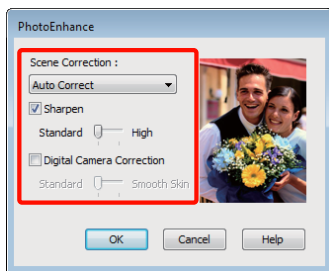 PhotoEnhance
Scene Correction :
Auto Correct
Sharpen
Standard High
Digital Camera Correction
Standard Smooth Skin
OK Cancel Help